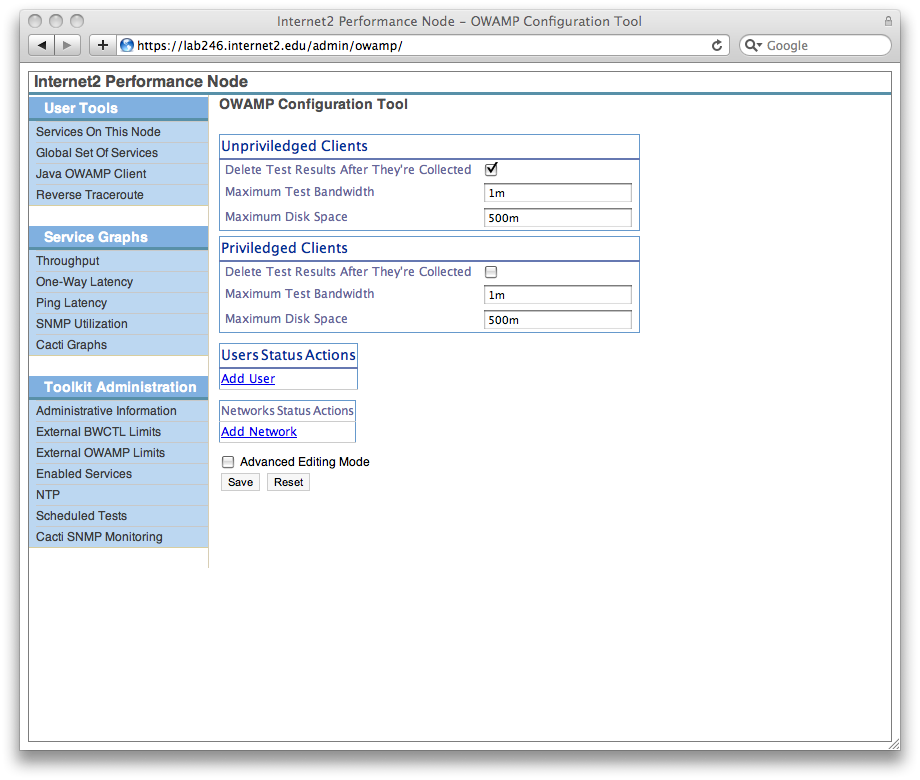 Internet2 Performance Node – OWAMP Configuration Tool
https://lab246.internet2.edu/admin/owamp/
Google
Internet2 Performance Node
User Tools
Services On This Node
Global Set Of Services
Java OWAMP Client
Reverse Traceroute
Service Graphs
Throughput
One-Way Latency
Ping Latency
SNMP Utilization
Cacti Graphs
Toolkit Administration
Administrative Information
External BWCTL Limits
External OWAMP Limits
Enabled Services
NTP
Scheduled Tests
Cacti SNMP Monitoring
OWAMP Configuration Tool
Unpriviledged Clients
Delete Test Results After They're Collected
Maximum Test Bandwidth 1m
Maximum Disk Space 500m
Priviledged Clients
Delete Test Results After They're Collected
Maximum Test Bandwidth 1m
Maximum Disk Space 500m
Users Status Actions
Add User
Networks Status Actions
Add Network
Advanced Editing Mode
Save Reset